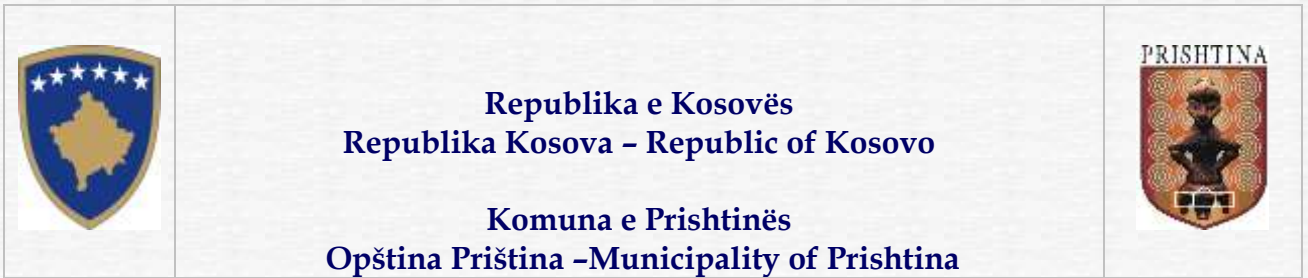 PRISHTINA
Republika e Kosovës
Republika Kosova – Republic of Kosovo
Komuna e Prishtinës
Opština Priština –Municipality of Prishtina